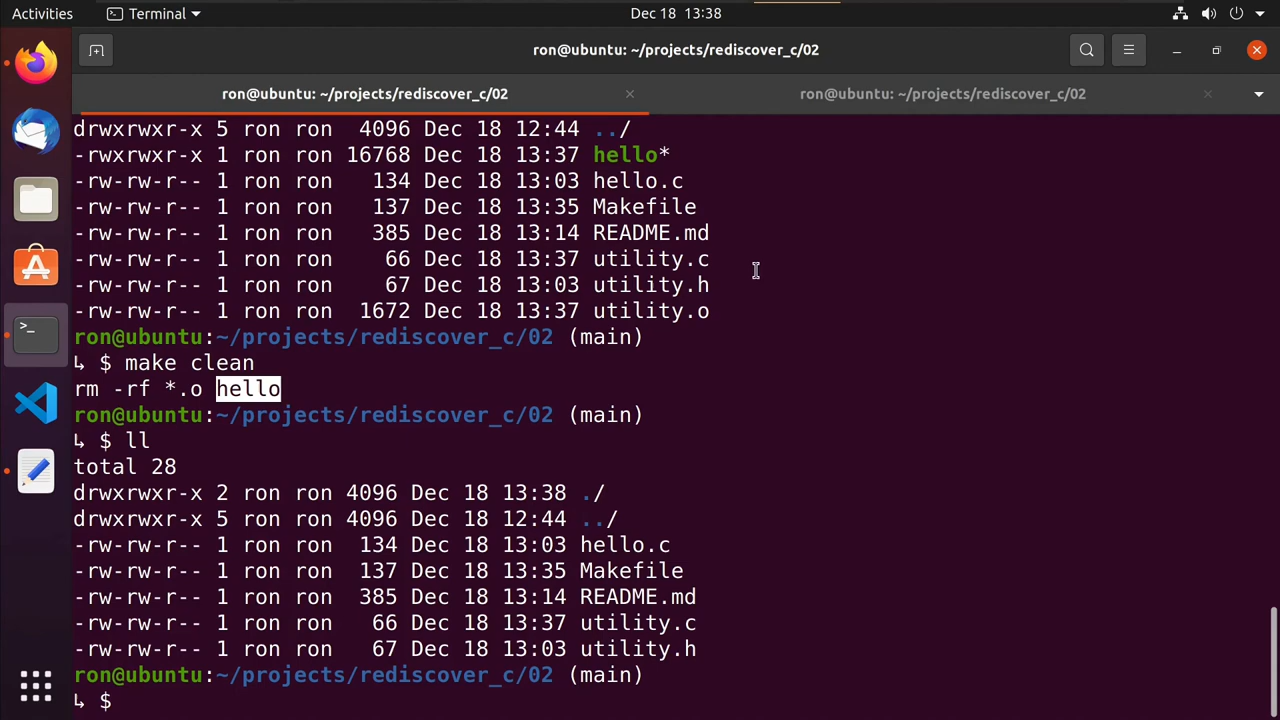 Activities Terminal Dec 18 13:38
ron@ubuntu: ~/projects/rediscover_c/02
ron@ubuntu: ~/projects/rediscover_c/02 × ron@ubuntu: ~/projects/rediscover_c/02 ×
drwxrwxr-x 5 ron ron 4096 Dec 18 12:44 ../
-rwxrwxr-x 1 ron ron 16768 Dec 18 13:37 hello*
-rw-rw-r-- 1 ron ron 134 Dec 18 13:03 hello.c
-rw-rw-r-- 1 ron ron 137 Dec 18 13:35 Makefile
-rw-rw-r-- 1 ron ron 385 Dec 18 13:14 README.md
-rw-rw-r-- 1 ron ron 66 Dec 18 13:37 utility.c
-rw-rw-r-- 1 ron ron 67 Dec 18 13:03 utility.h
-rw-rw-r-- 1 ron ron 1672 Dec 18 13:37 utility.o
ron@ubuntu:~/projects/rediscover_c/02 (main)
↳ $ make clean
rm -rf *.o hello
ron@ubuntu:~/projects/rediscover_c/02 (main)
↳ $ ll
total 28
drwxrwxr-x 2 ron ron 4096 Dec 18 13:38 ./
drwxrwxr-x 5 ron ron 4096 Dec 18 12:44 ../
-rw-rw-r-- 1 ron ron 134 Dec 18 13:03 hello.c
-rw-rw-r-- 1 ron ron 137 Dec 18 13:35 Makefile
-rw-rw-r-- 1 ron ron 385 Dec 18 13:14 README.md
-rw-rw-r-- 1 ron ron 66 Dec 18 13:37 utility.c
-rw-rw-r-- 1 ron ron 67 Dec 18 13:03 utility.h
ron@ubuntu:~/projects/rediscover_c/02 (main)
↳ $